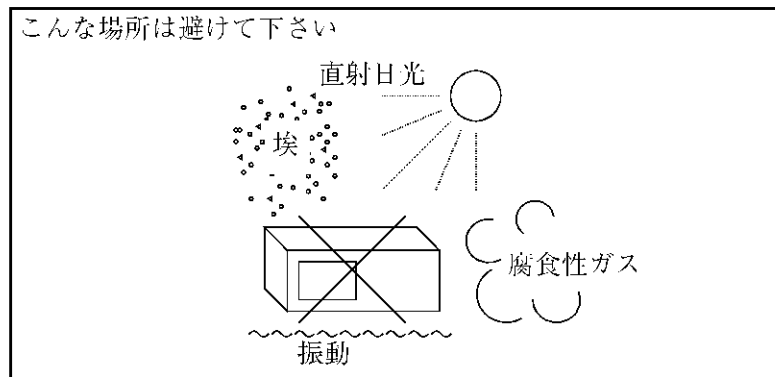 こんな場所は避けて下さい
直射日光
埃
腐食性ガス
振動